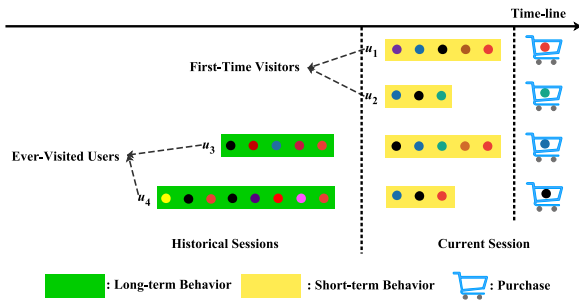 Time-line
u1
First-Time Visitors
u2
u3
Ever-Visited Users
u4
Historical Sessions
Current Session
: Long-term Behavior
: Short-term Behavior
: Purchase